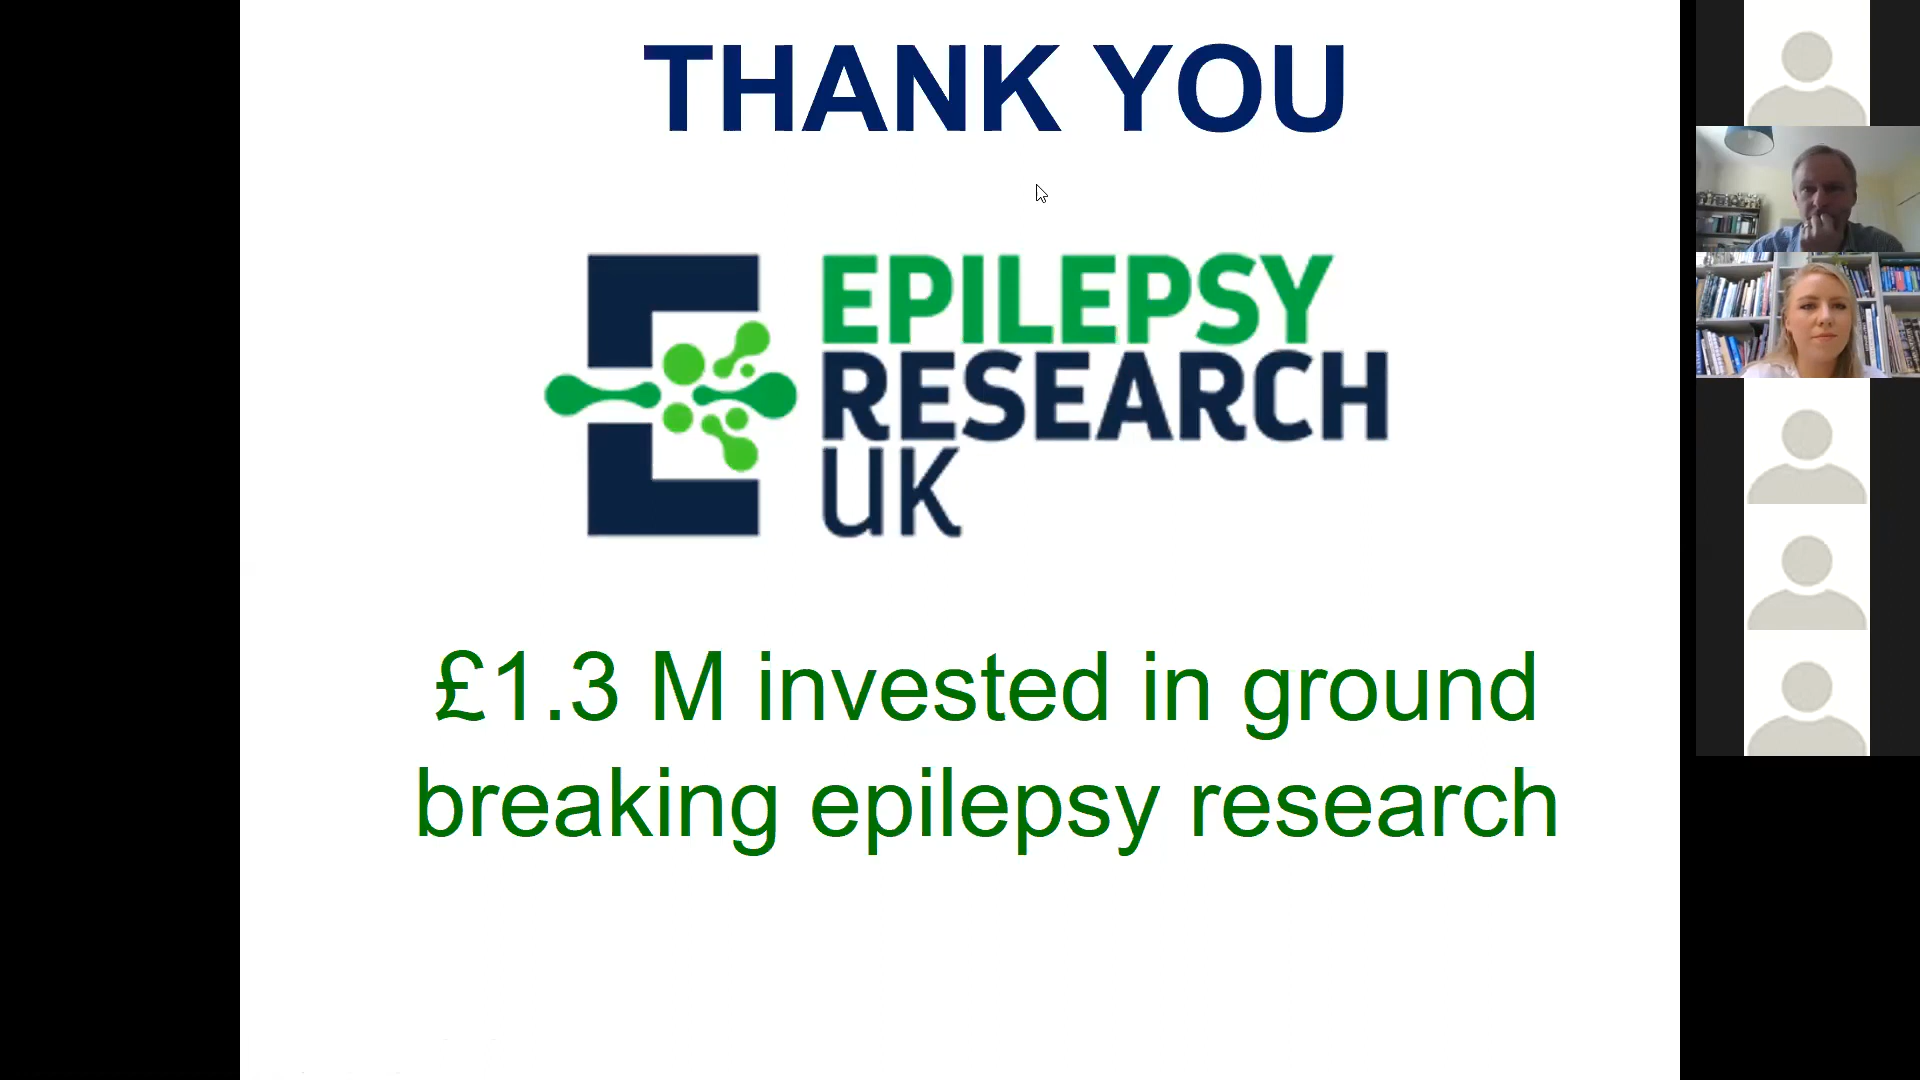 THANK YOU
EPILEPSY
RESEARCH
UK
£1.3 M invested in ground
breaking epilepsy research